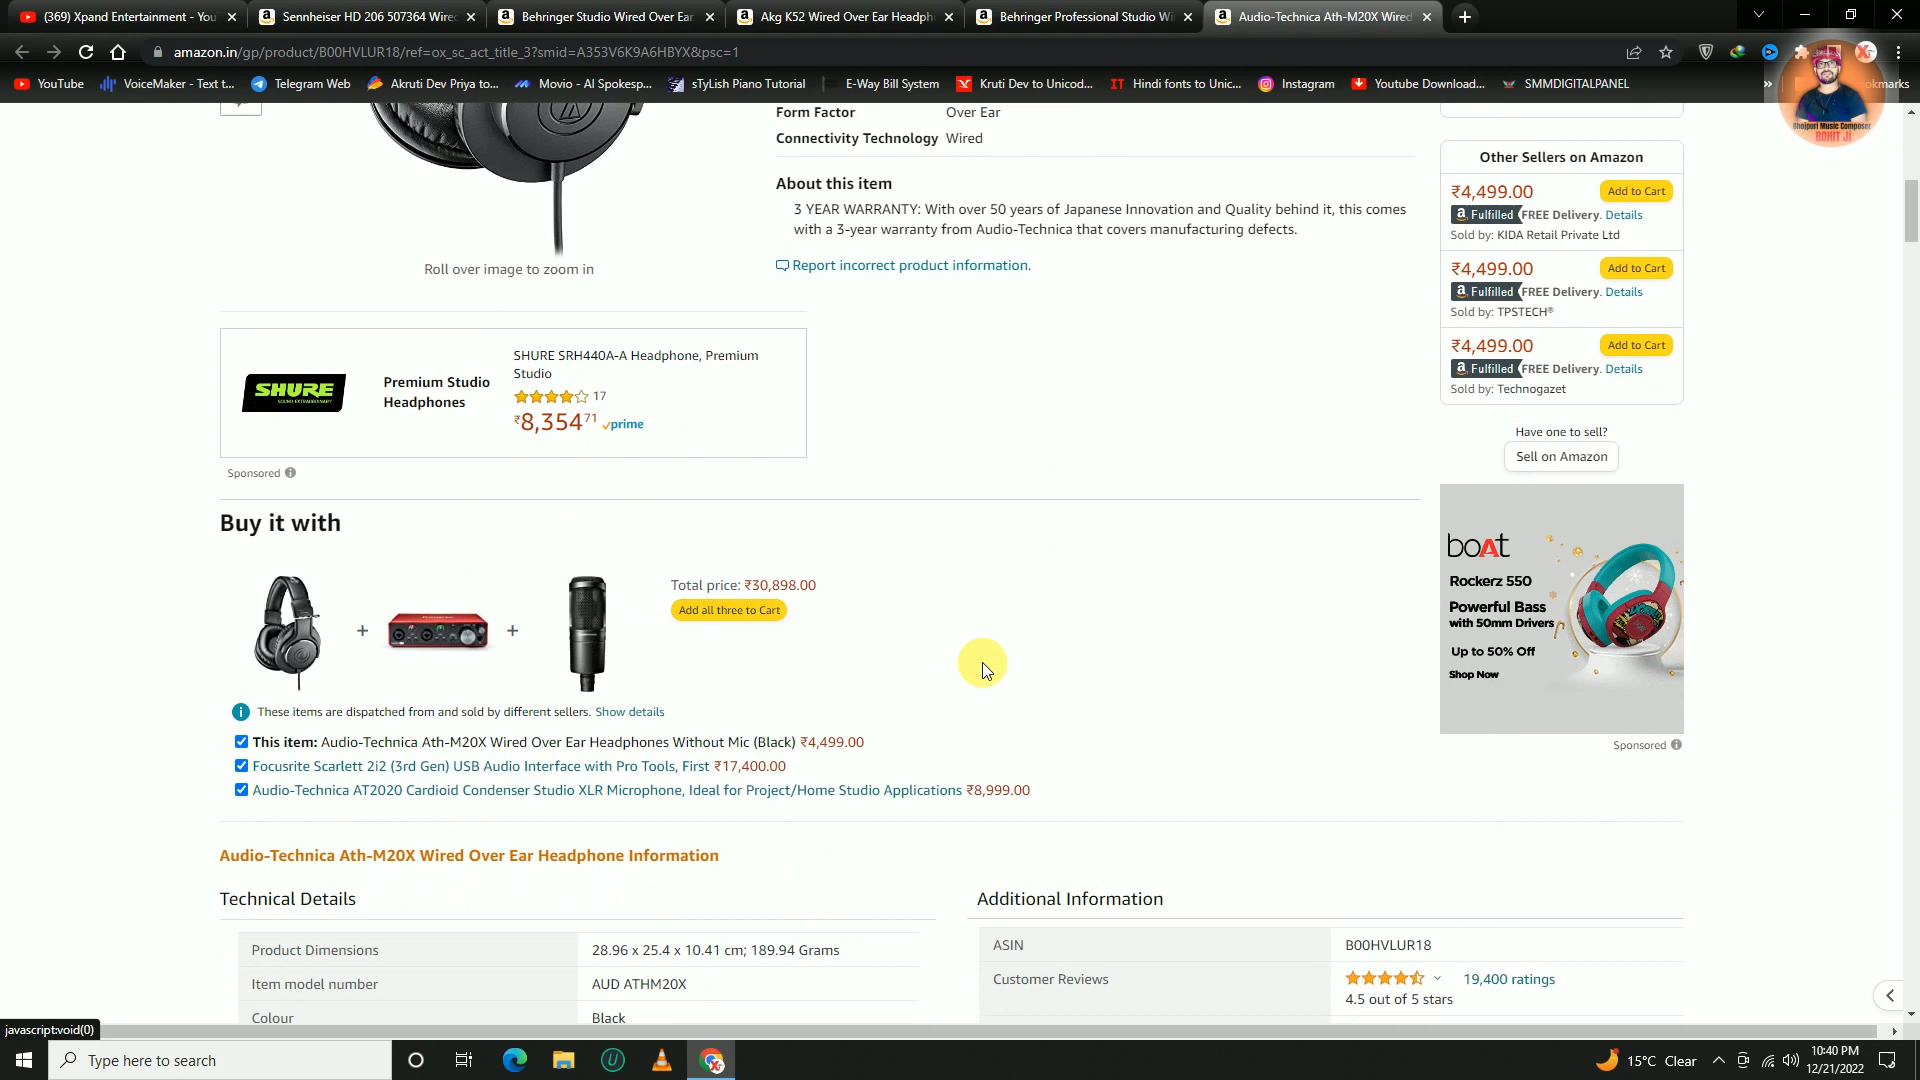 (369) Xpand Entertainment - You
Sennheiser HD 206 507364 Wirec
Behringer Studio Wired Over Ear
Akg K52 Wired Over Ear Headph
Behringer Professional Studio Wi
Audio-Technica Ath-M20X Wired
amazon.in/gp/product/B00HVLUR18/ref=ox_sc_act_title_3?smid=A353V6K9A6HBYX&psc=1
YouTube
VoiceMaker - Text t...
Telegram Web
Akruti Dev Priya to...
Movio - AI Spokesp...
sTyLish Piano Tutorial
E-Way Bill System
Kruti Dev to Unicod...
Hindi fonts to Unic...
Instagram
Youtube Download...
SMMDIGITALPANEL
Bhojpuri Music Composer
ROHIT Ji
Form Factor Over Ear
Connectivity Technology Wired
About this item
3 YEAR WARRANTY: With over 50 years of Japanese Innovation and Quality behind it, this comes
with a 3-year warranty from Audio-Technica that covers manufacturing defects.
Report incorrect product information.
Roll over image to zoom in
Other Sellers on Amazon
₹4,499.00 Add to Cart
a Fulfilled FREE Delivery. Details
Sold by: KIDA Retail Private Ltd
₹4,499.00 Add to Cart
a Fulfilled FREE Delivery. Details
Sold by: TPSTECH®
₹4,499.00 Add to Cart
a Fulfilled FREE Delivery. Details
Sold by: Technogazet
Have one to sell?
Sell on Amazon
SHURE
SOUND EXTRAORDINARY
Premium Studio
Headphones
SHURE SRH440A-A Headphone, Premium
Studio
17
₹8,35471 prime
Sponsored
Buy it with
+ +
Total price: ₹30,898.00
Add all three to Cart
These items are dispatched from and sold by different sellers. Show details
This item: Audio-Technica Ath-M20X Wired Over Ear Headphones Without Mic (Black) ₹4,499.00
Focusrite Scarlett 2i2 (3rd Gen) USB Audio Interface with Pro Tools, First ₹17,400.00
Audio-Technica AT2020 Cardioid Condenser Studio XLR Microphone, Ideal for Project/Home Studio Applications ₹8,999.00
boAt
Rockerz 550
Powerful Bass
with 50mm Drivers
Up to 50% Off
Shop Now
Sponsored
Audio-Technica Ath-M20X Wired Over Ear Headphone Information
Technical Details
Product Dimensions 28.96 x 25.4 x 10.41 cm; 189.94 Grams
Item model number AUD ATHM20X
Colour Black
Additional Information
ASIN B00HVLUR18
Customer Reviews 19,400 ratings
4.5 out of 5 stars
javascript:void(0)
Type here to search
15°C Clear
10:40 PM
12/21/2022